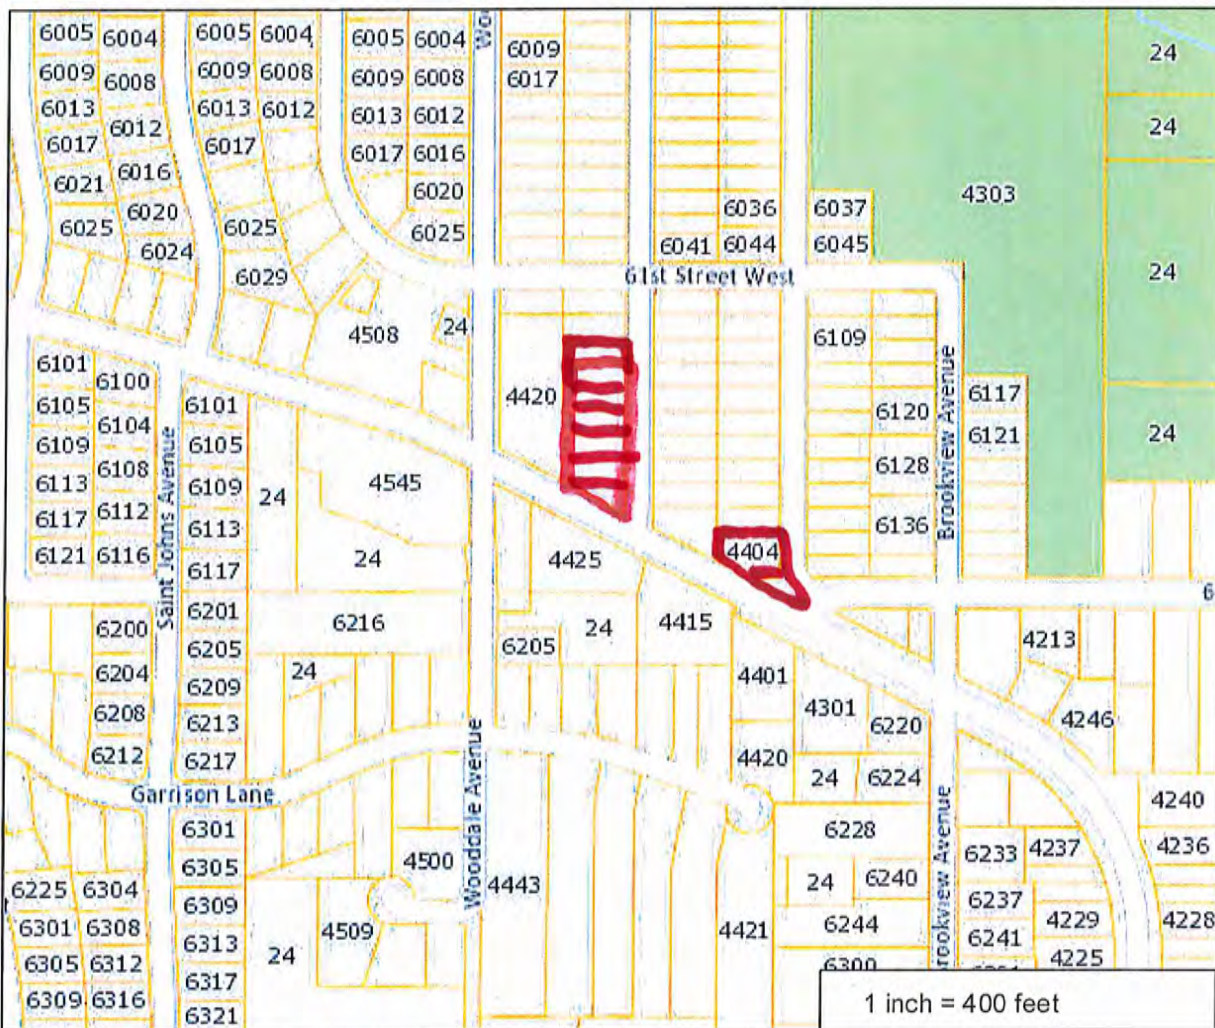 6005 6004 6005 6004 6005 6004 Woo
6009 6008 6009 6008 6009 6008 6009 24
6013 6012 6013 6012 6013 6012 6017
6017 6016 6017 6017 6016 24
6021 6020 6020 6036 6037 4303
6025 6024 6025 6025 6041 6044 6045
6029 61st Street West 24
4508 24 6109
6101 6100 6101 4420 6120 6117
6105 6104 6105 6121 24
6109 6108 6109 24 4545 6128
6113 6112 6113 6136
6117 6116 6117 24 4425 4404
6121
Saint Johns Avenue
Brookview Avenue
6200 6201 6216 24 4415 4213 6
6204 6205 24 6205 4401
6208 6209 4301 4246
6212 6213 6220
6217 4420 24 6224
Garrison Lane
Wooddale Avenue
6301 6228 4240
6305 4500 6233 4237 4236
6225 6304 6309 4443 24 6240
6301 6308 6313 4509 4421 6244 6237 4229 4228
6305 6312 6317 24 6300 6241 4225
6309 6316 6321
rookview Avenue
1 inch = 400 feet